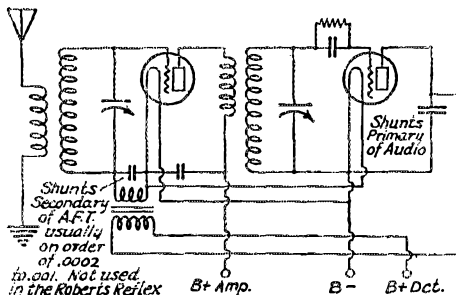 Shunts
Primary
of Audio
Shunts
Secondary
of A.F.T.
usually
on order
of .0002
to .001. Not used
in the Roberts Reflex
B+ Amp.
B-
B+ Dct.